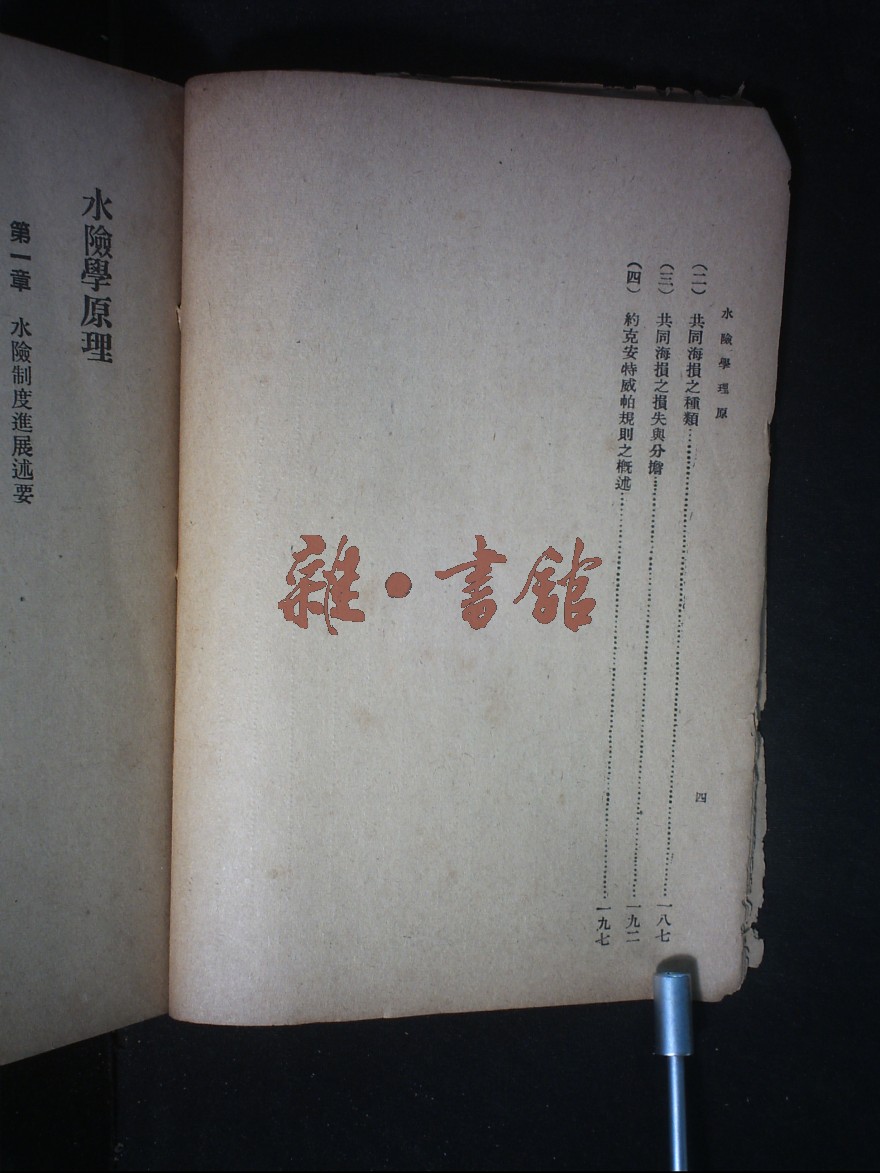 水險學理原
四
（二）　共同海損之種類……一八七
（三）　共同海損之損失與分擔……一九二
（四）　約克安特威帕規則之概述……一九七
水險學原理
第一章　水險制度進展述要
雜•書館